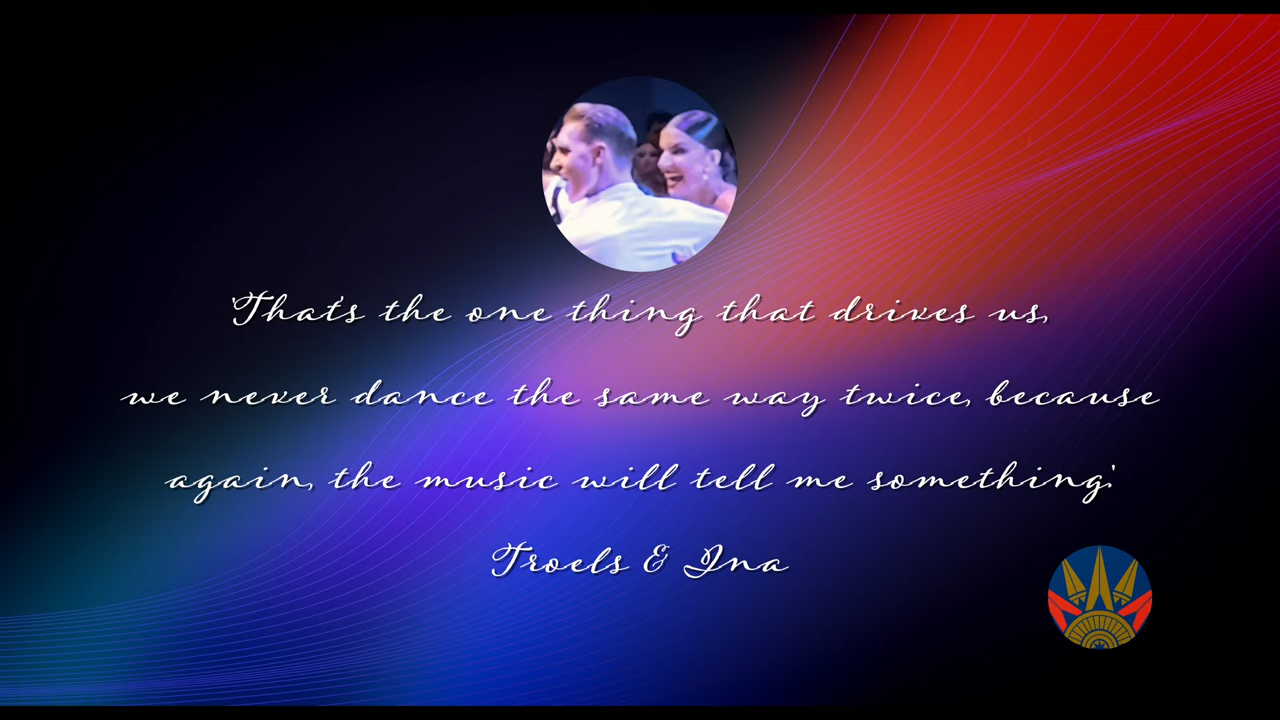 'That's the one thing that drives us,
we never dance the same way twice, because
again, the music will tell me something.'
Troels & Ina